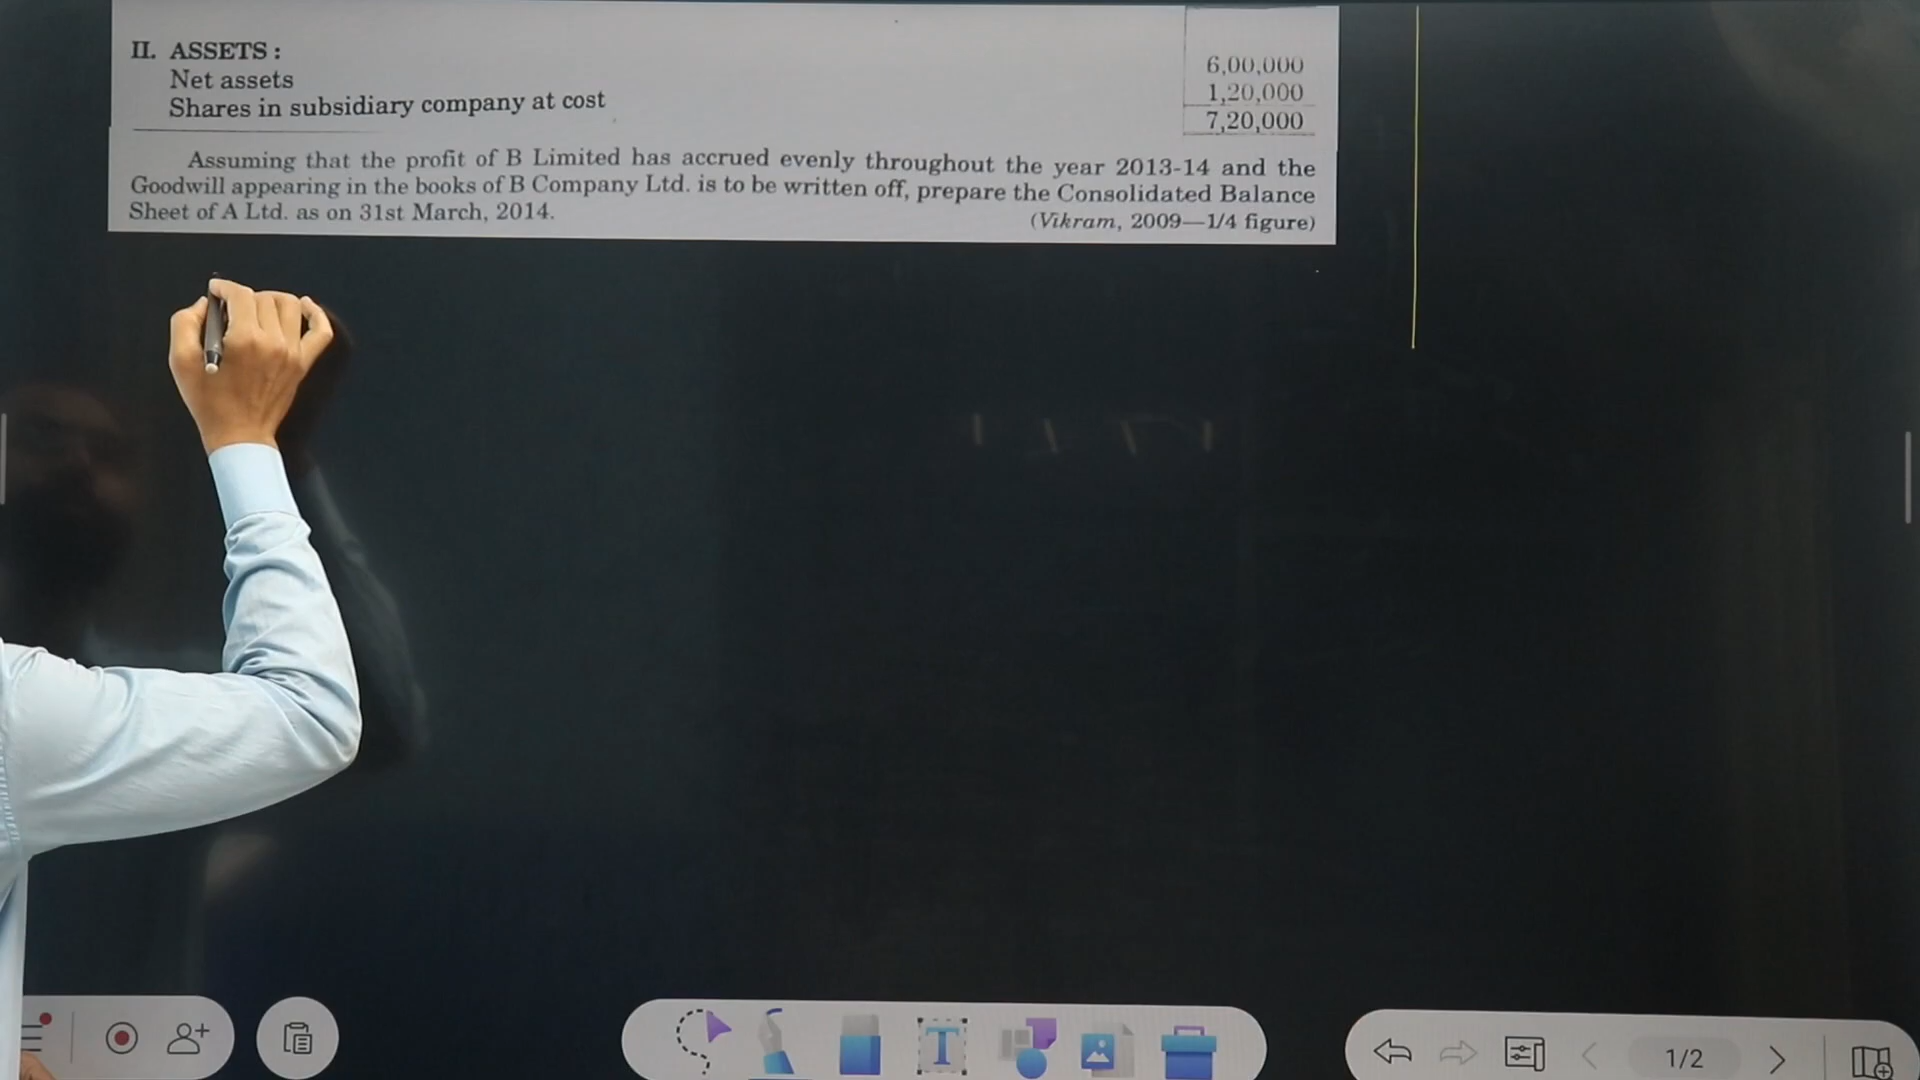 II. ASSETS :
Net assets 6,00,000
Shares in subsidiary company at cost 1,20,000
7,20,000
Assuming that the profit of B Limited has accrued evenly throughout the year 2013-14 and the
Goodwill appearing in the books of B Company Ltd. is to be written off, prepare the Consolidated Balance
Sheet of A Ltd. as on 31st March, 2014. (Vikram, 2009—1/4 figure)
T
1/2